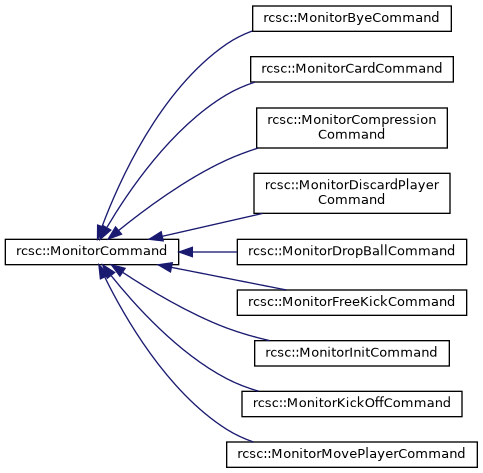 rcsc::MonitorByeCommand
rcsc::MonitorCardCommand
rcsc::MonitorCompression
Command
rcsc::MonitorDiscardPlayer
Command
rcsc::MonitorCommand
rcsc::MonitorDropBallCommand
rcsc::MonitorFreeKickCommand
rcsc::MonitorInitCommand
rcsc::MonitorKickOffCommand
rcsc::MonitorMovePlayerCommand